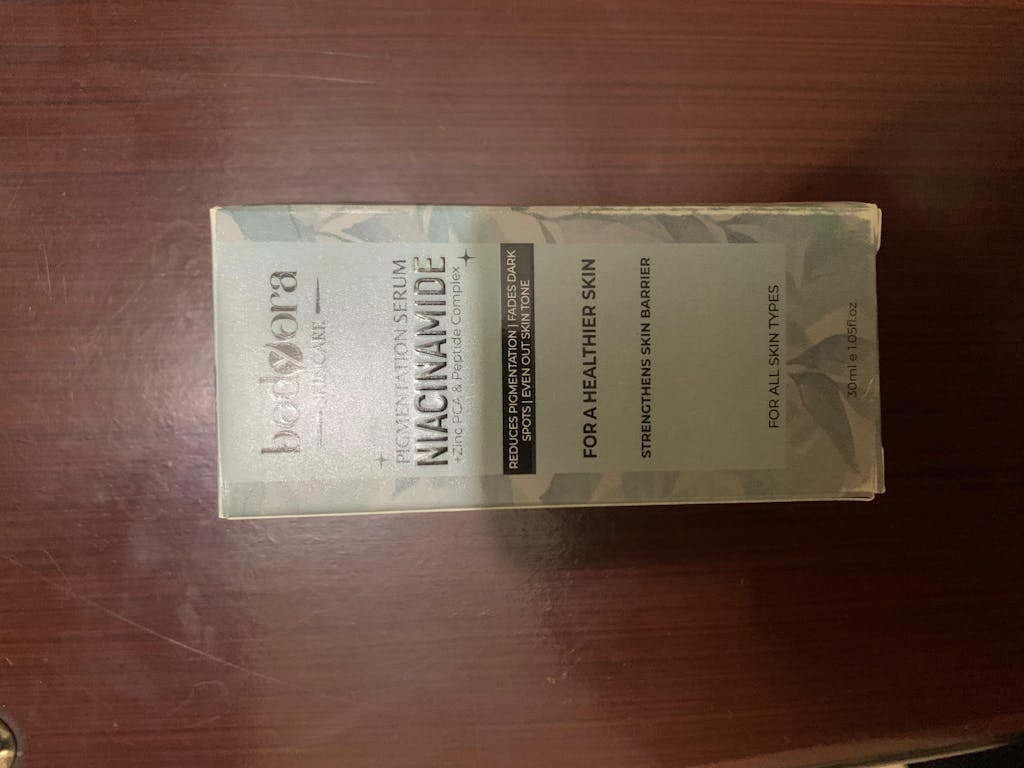 bodyora
SKINCARE
PIGMENTATION SERUM
NIACINAMIDE
+Zinc PCA & Peptide Complex
REDUCES PIGMENTATION | FADES DARK
SPOTS | EVEN OUT SKIN TONE
FOR A HEALTHIER SKIN
STRENGTHENS SKIN BARRIER
FOR ALL SKIN TYPES
30ml e 1.05fl.oz